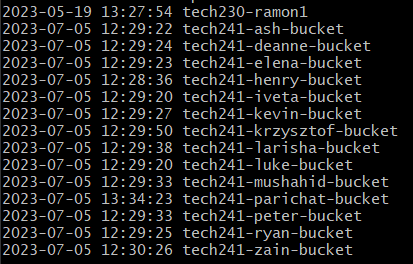 2023-05-19 13:27:54 tech230-ramon1
2023-07-05 12:29:22 tech241-ash-bucket
2023-07-05 12:29:24 tech241-deanne-bucket
2023-07-05 12:29:23 tech241-elena-bucket
2023-07-05 12:28:36 tech241-henry-bucket
2023-07-05 12:29:20 tech241-iveta-bucket
2023-07-05 12:29:27 tech241-kevin-bucket
2023-07-05 12:29:50 tech241-krzysztof-bucket
2023-07-05 12:29:38 tech241-larisha-bucket
2023-07-05 12:29:20 tech241-luke-bucket
2023-07-05 12:29:33 tech241-mushahid-bucket
2023-07-05 13:34:23 tech241-parichat-bucket
2023-07-05 12:29:33 tech241-peter-bucket
2023-07-05 12:29:25 tech241-ryan-bucket
2023-07-05 12:30:26 tech241-zain-bucket